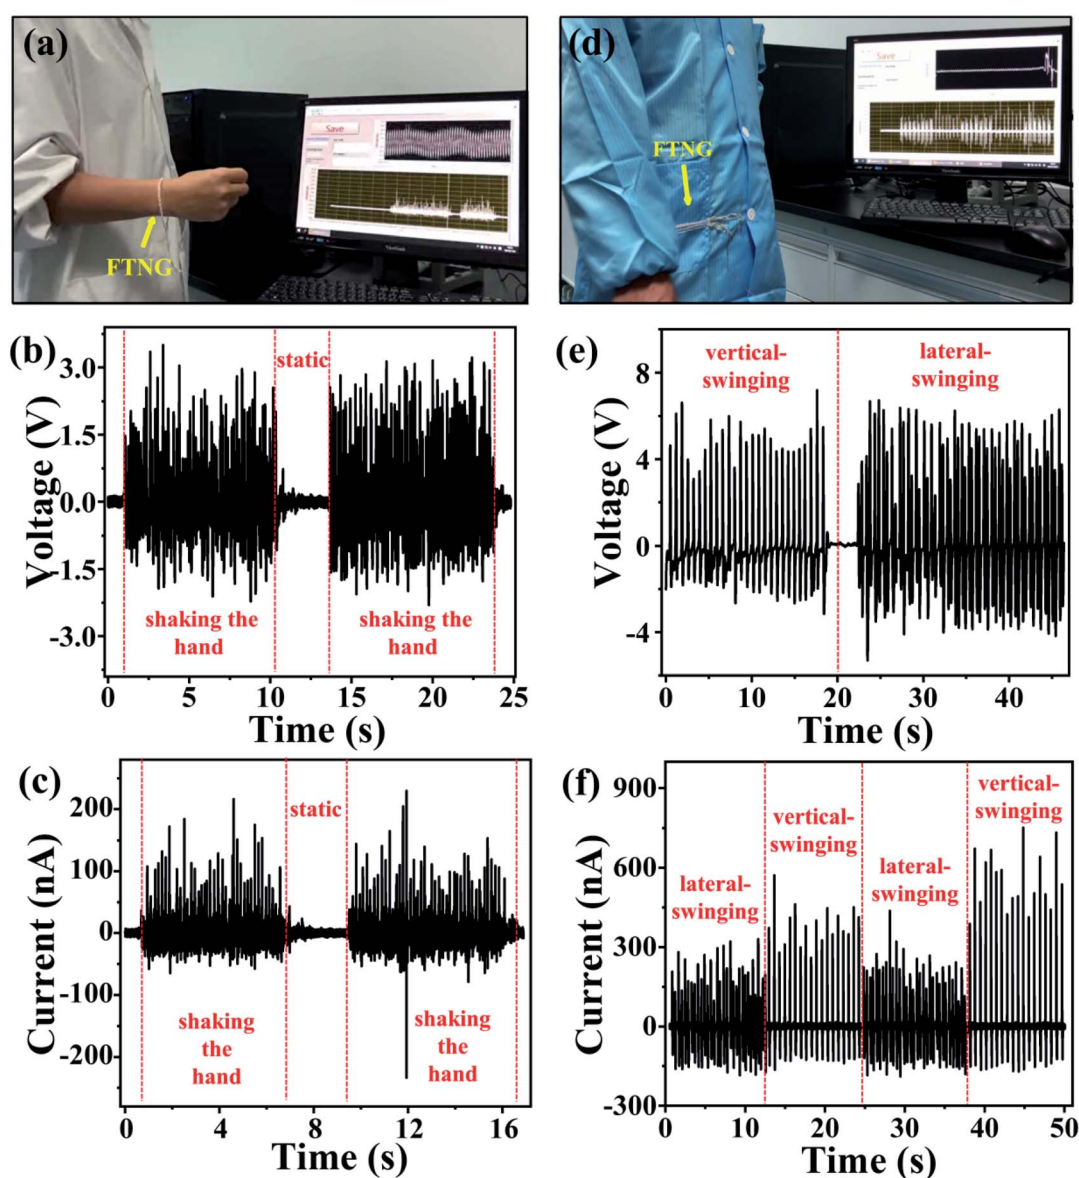 (a)
Save
FTNG
(d)
Save
FTNG
(b)
Voltage (V)
3.0
1.5
0.0
-1.5
-3.0
static
shaking the
hand
shaking the
hand
0 5 10 15 20 25
Time (s)
(e)
Voltage (V)
8
4
0
-4
vertical-
swinging
lateral-
swinging
0 10 20 30 40
Time (s)
(c)
Current (nA)
200
100
0
-100
-200
static
shaking
the
hand
shaking
the
hand
0 4 8 12 16
Time (s)
(f)
Current (nA)
900
600
300
0
-300
lateral-
swinging
vertical-
swinging
lateral-
swinging
vertical-
swinging
0 10 20 30 40 50
Time (s)